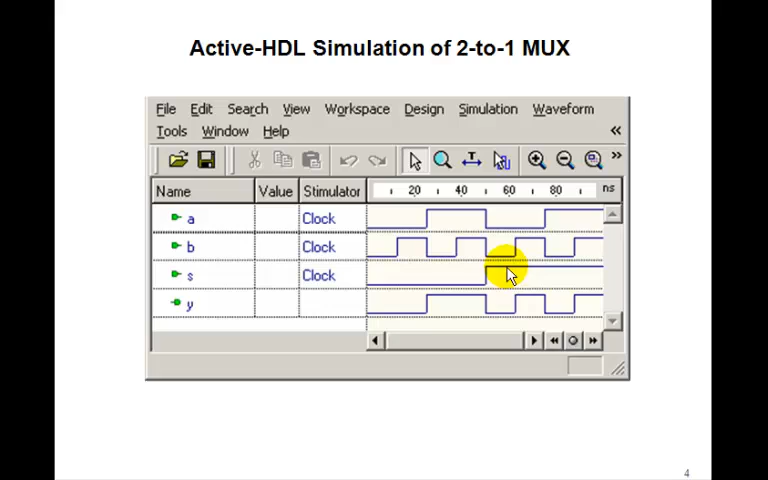 Active-HDL Simulation of 2-to-1 MUX
File Edit Search View Workspace Design Simulation Waveform
Tools Window Help
Name Value Stimulator 20 40 60 80 ns
a Clock
b Clock
s Clock
y
4